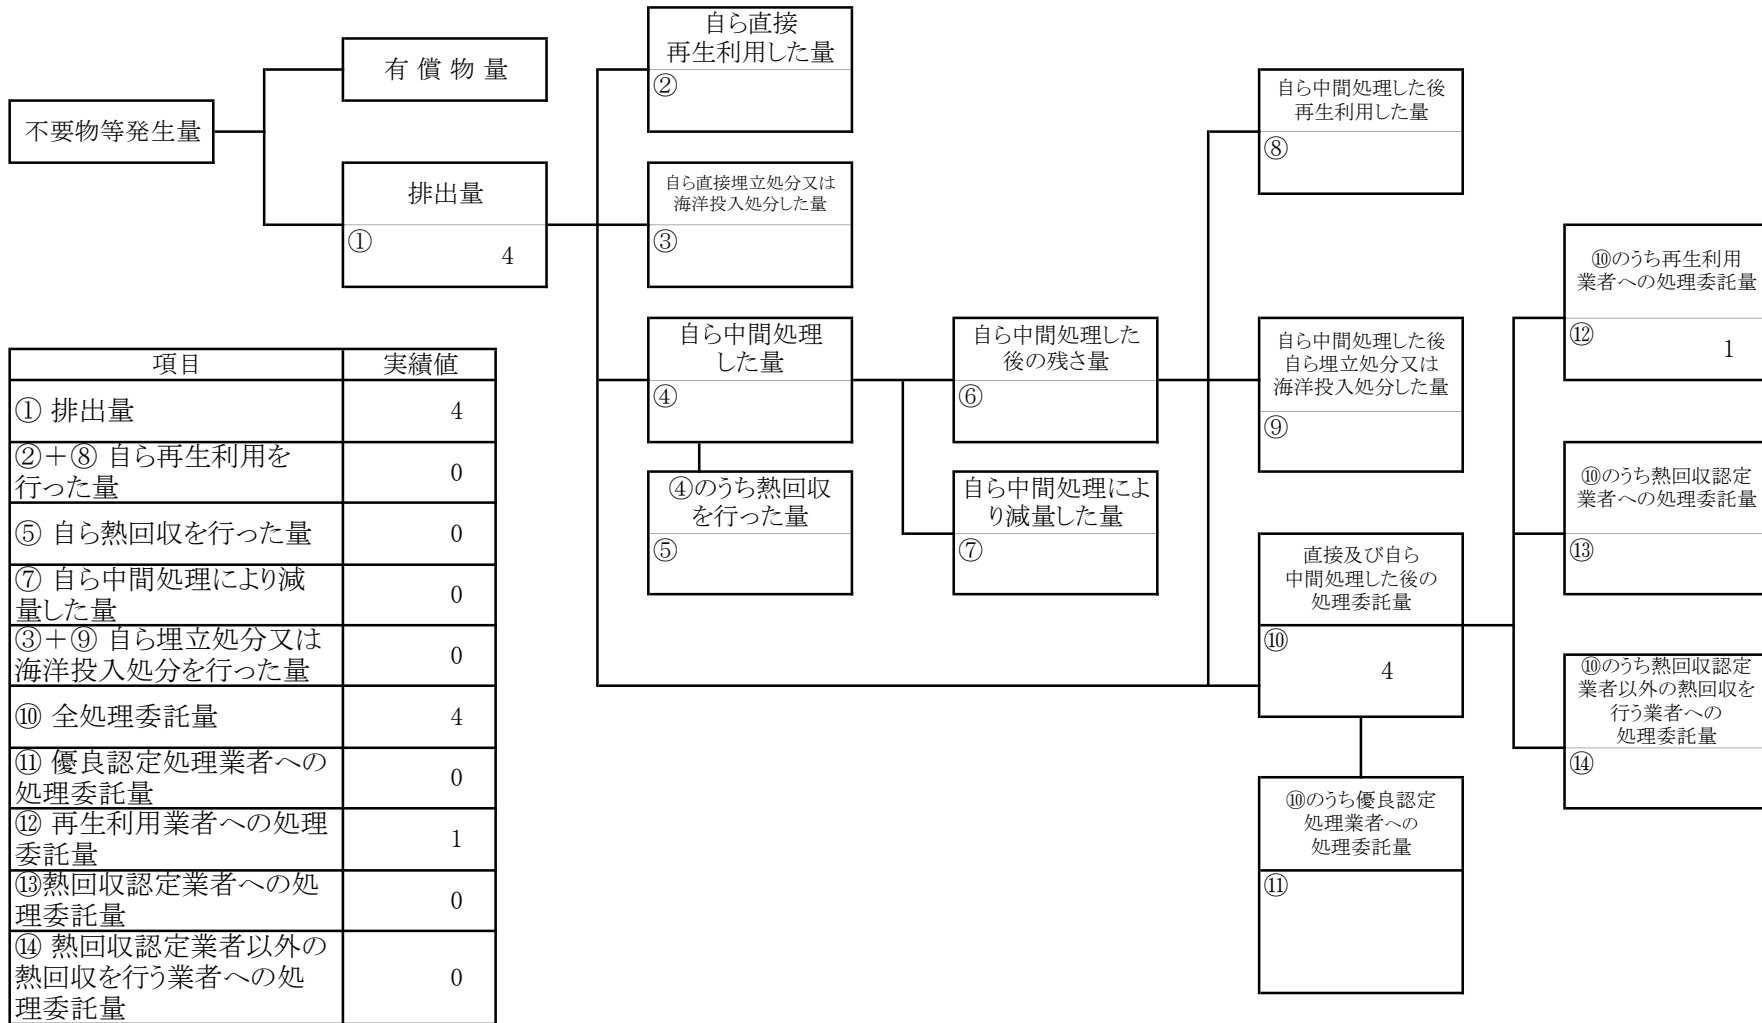 不要物等発生量
有 償 物 量
排出量
①
4
自ら直接
再生利用した量
②
自ら直接埋立処分又は
海洋投入処分した量
③
自ら中間処理
した量
④
④のうち熱回収
を行った量
⑤
自ら中間処理した
後の残さ量
⑥
自ら中間処理によ
り減量した量
⑦
自ら中間処理した後
再生利用した量
⑧
自ら中間処理した後
自ら埋立処分又は
海洋投入処分した量
⑨
直接及び自ら
中間処理した後の
処理委託量
⑩
4
⑩のうち優良認定
処理業者への
処理委託量
⑪
⑩のうち再生利用
業者への処理委託量
⑫
1
⑩のうち熱回収認定
業者への処理委託量
⑬
⑩のうち熱回収認定
業者以外の熱回収を
行う業者への
処理委託量
⑭
項目 実績値
① 排出量 4
②＋⑧ 自ら再生利用を
行った量 0
⑤ 自ら熱回収を行った量 0
⑦ 自ら中間処理により減
量した量 0
③＋⑨ 自ら埋立処分又は
海洋投入処分を行った量 0
⑩ 全処理委託量 4
⑪ 優良認定処理業者への
処理委託量 0
⑫ 再生利用業者への処理
委託量 1
⑬熱回収認定業者への処
理委託量 0
⑭ 熱回収認定業者以外の
熱回収を行う業者への処
理委託量 0